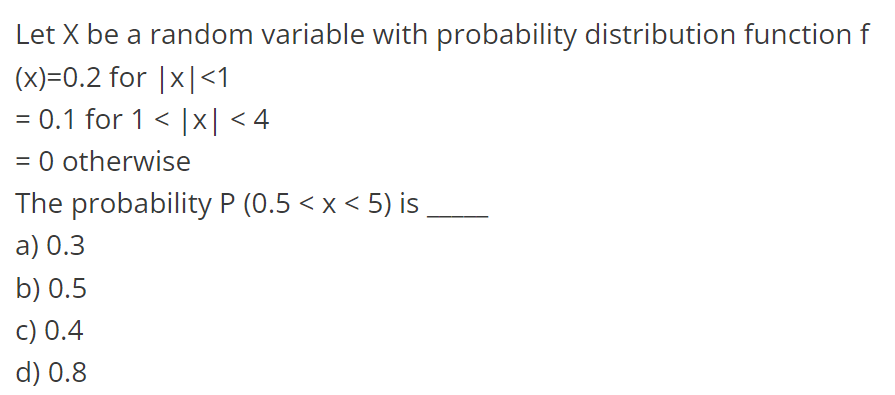 Let X be a random variable with probability distribution function f
(x)=0.2 for |x|<1
= 0.1 for 1 < |x| < 4
= 0 otherwise
The probability P (0.5 < x < 5) is _____
a) 0.3
b) 0.5
c) 0.4
d) 0.8